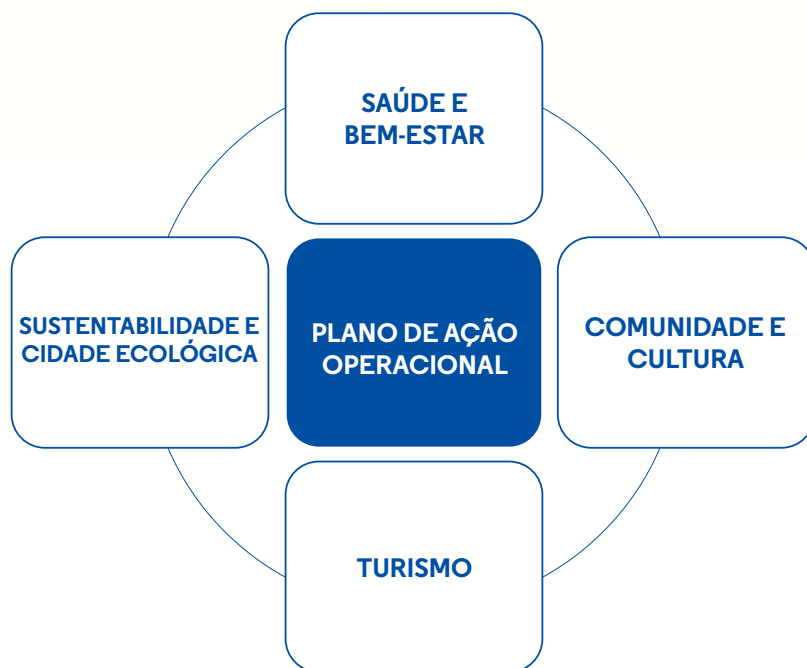 SAÚDE E
BEM-ESTAR
SUSTENTABILIDADE E
CIDADE ECOLÓGICA
PLANO DE AÇÃO
OPERACIONAL
COMUNIDADE E
CULTURA
TURISMO